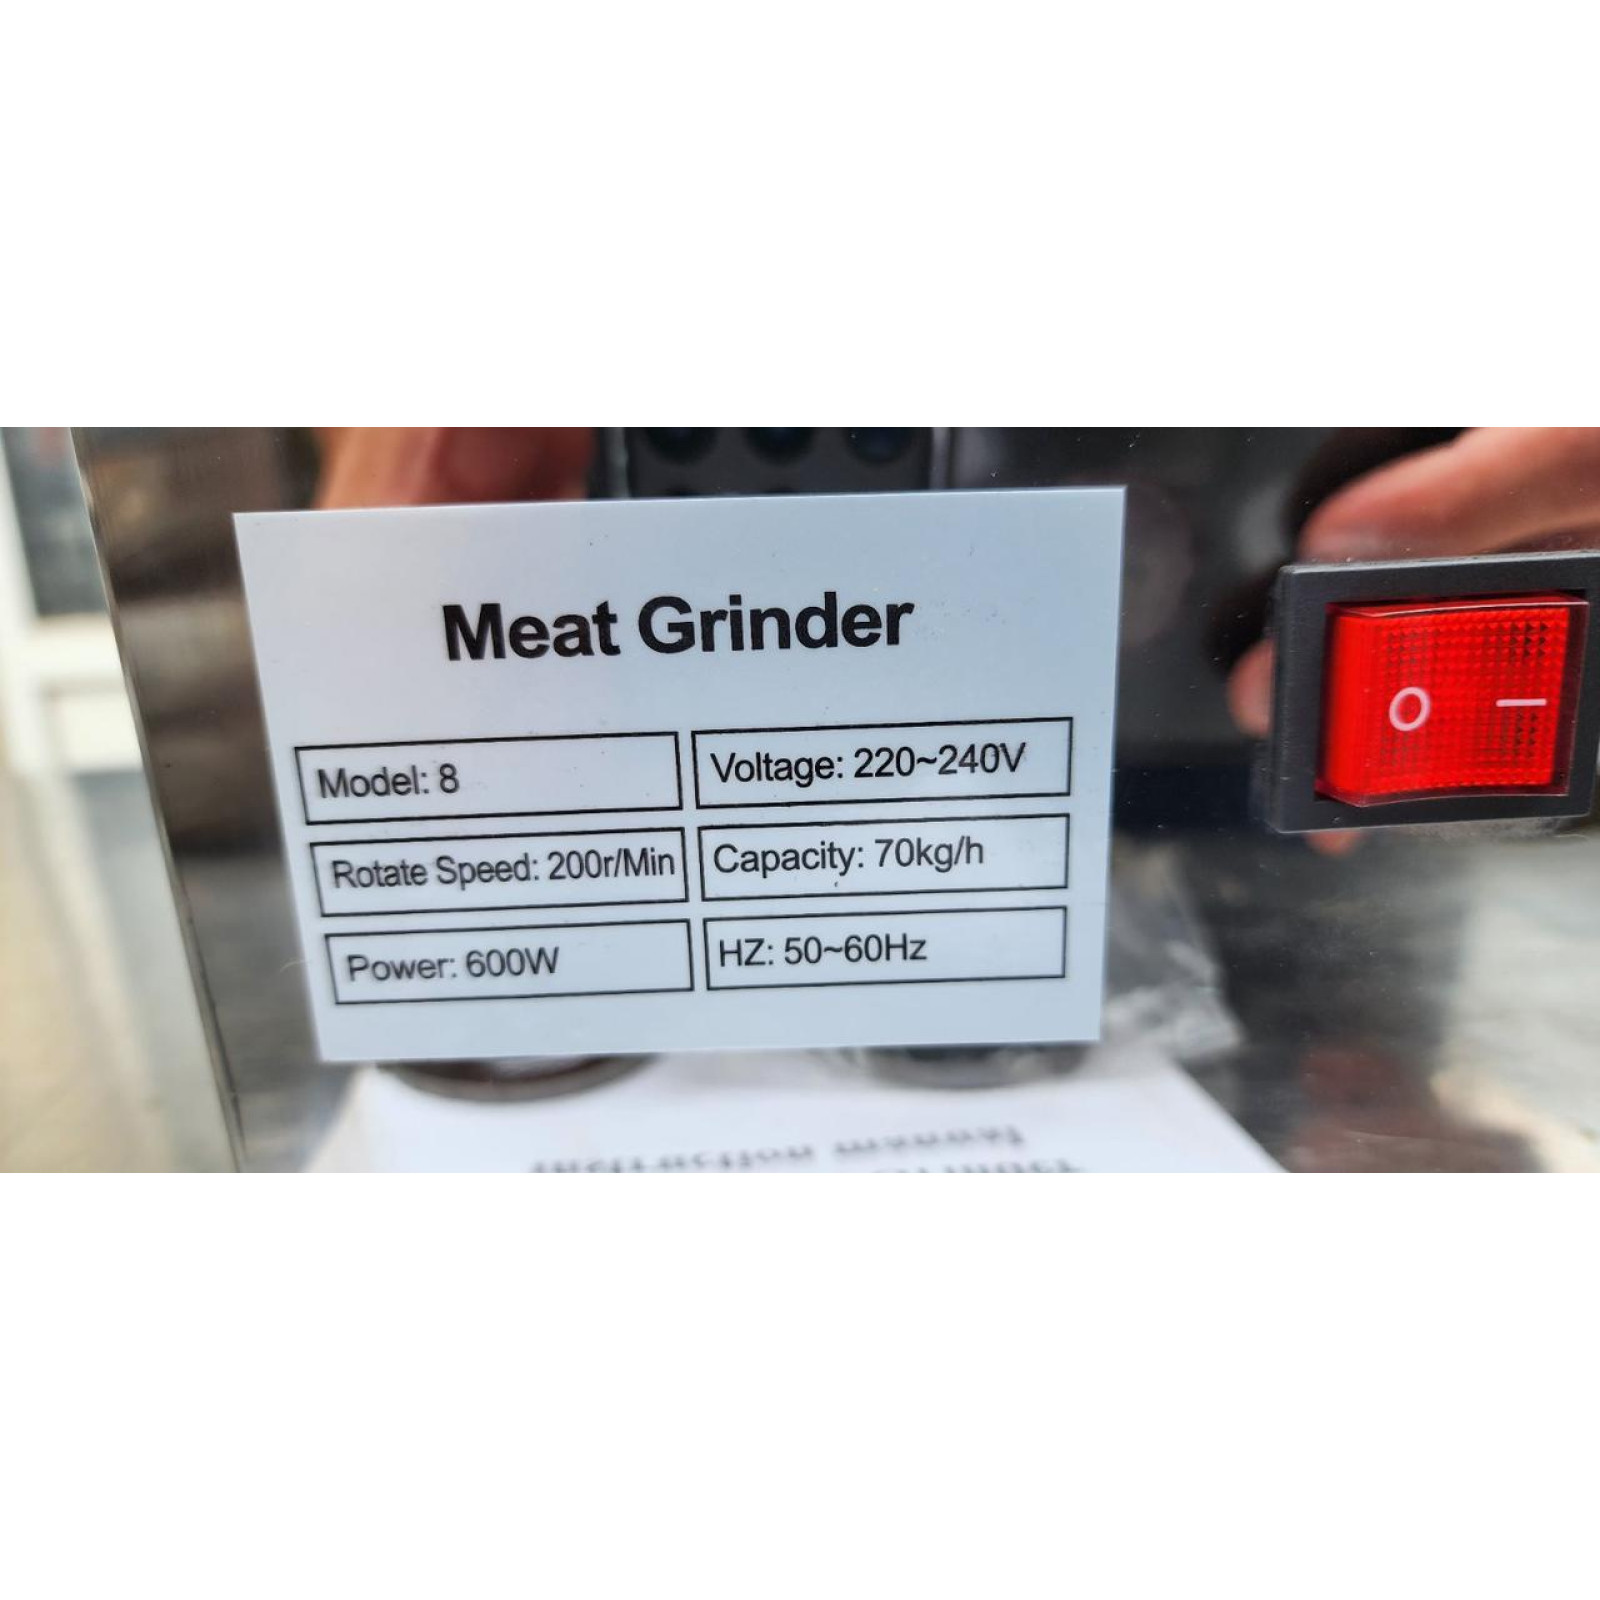 Meat Grinder
Model: 8
Voltage: 220~240V
Rotate Speed: 200r/Min
Capacity: 70kg/h
Power: 600W
HZ: 50~60Hz
O I